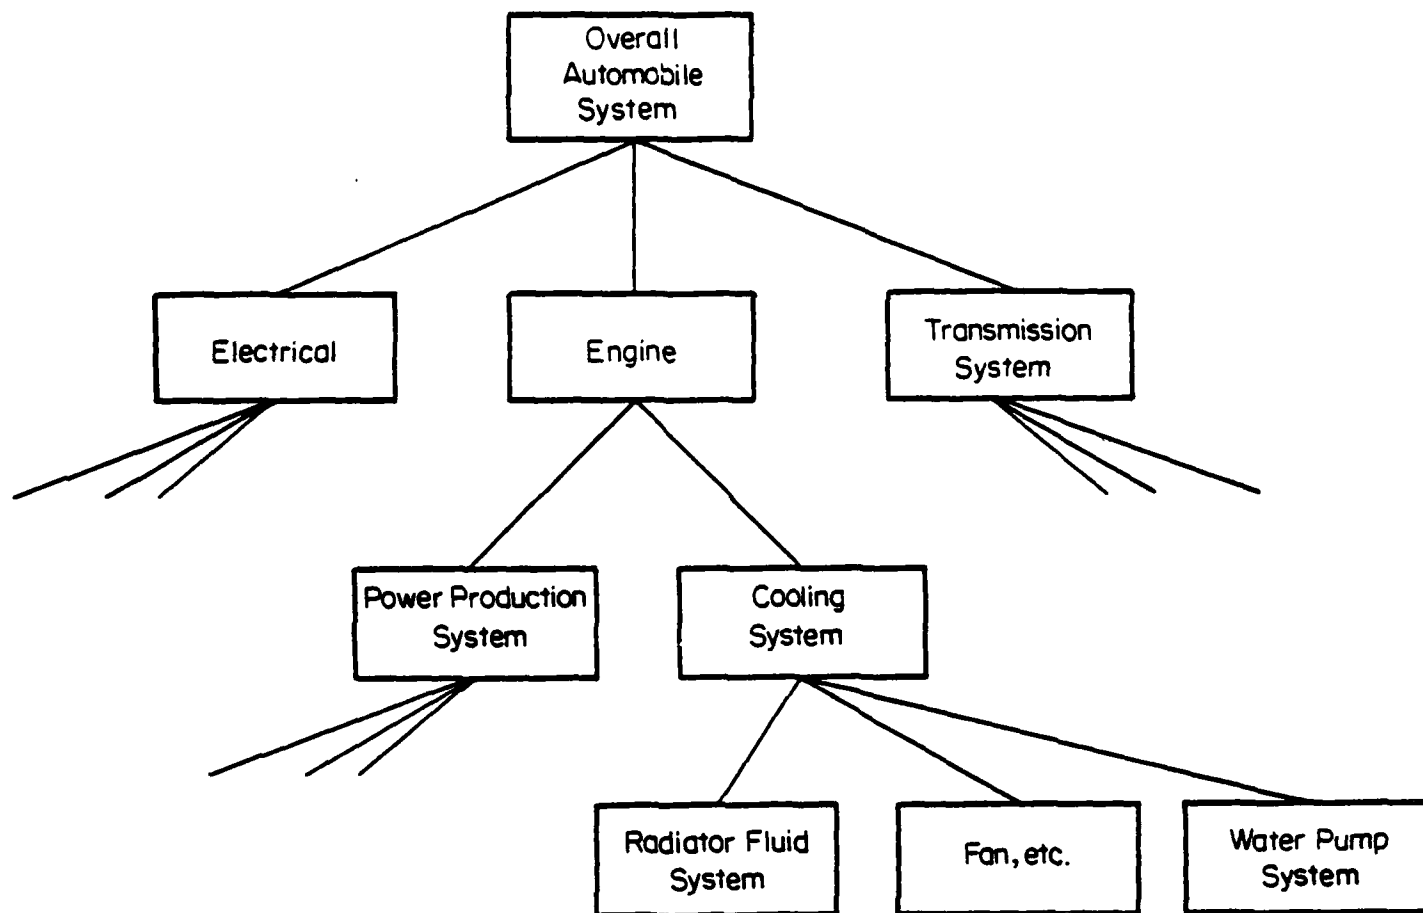 Overall
Automobile
System
Electrical
Engine
Transmission
System
Power Production
System
Cooling
System
Radiator Fluid
System
Fan, etc.
Water Pump
System